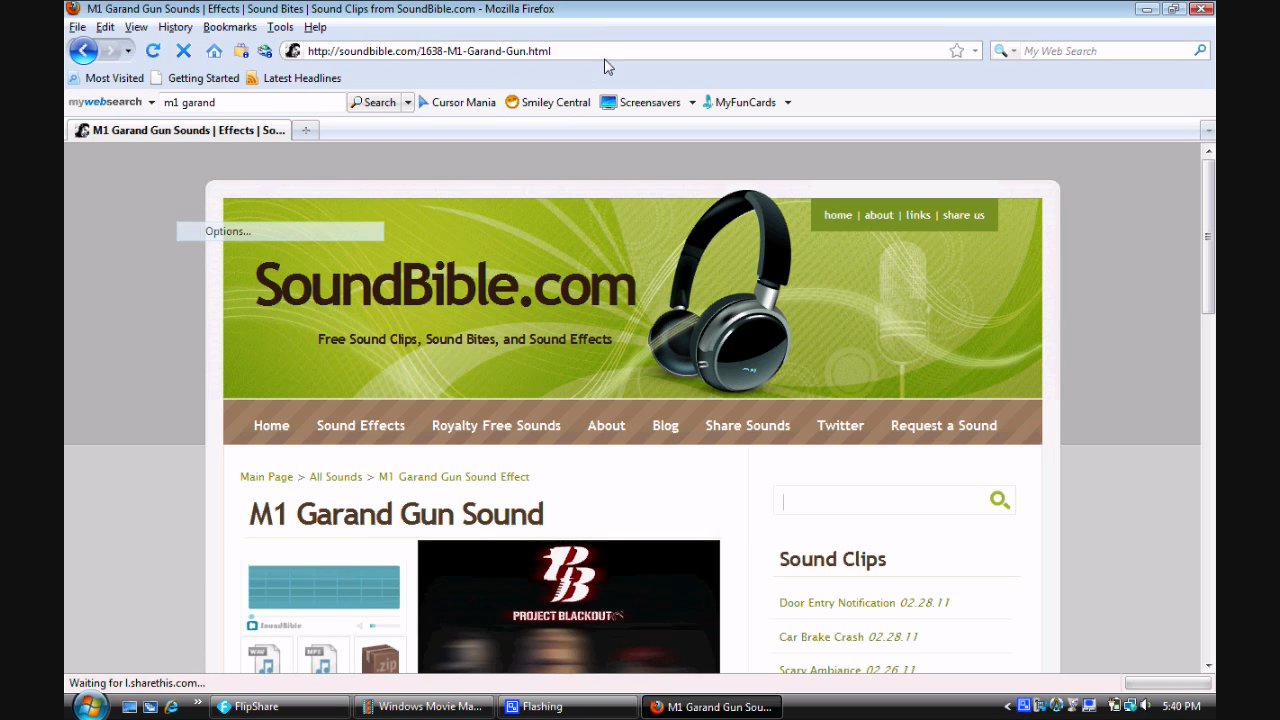 M1 Garand Gun Sounds | Effects | Sound Bites | Sound Clips from SoundBible.com - Mozilla Firefox
File Edit View History Bookmarks Tools Help
http://soundbible.com/1638-M1-Garand-Gun.html
My Web Search
Most Visited Getting Started Latest Headlines
mywebsearch m1 garand Search Cursor Mania Smiley Central Screensavers MyFunCards
M1 Garand Gun Sounds | Effects | So...
home | about | links | share us
Options...
SoundBible.com
Free Sound Clips, Sound Bites, and Sound Effects
Home Sound Effects Royalty Free Sounds About Blog Share Sounds Twitter Request a Sound
Main Page > All Sounds > M1 Garand Gun Sound Effect
M1 Garand Gun Sound
Sound Clips
PB
PROJECT BLACKOUT
Door Entry Notification 02.28.11
SoundBible
Car Brake Crash 02.28.11
WAV MP3 .zip
Scary Ambiance 02.26.11
Waiting for l.sharethis.com...
FlipShare Windows Movie Ma... Flashing M1 Garand Gun Sou... 5:40 PM